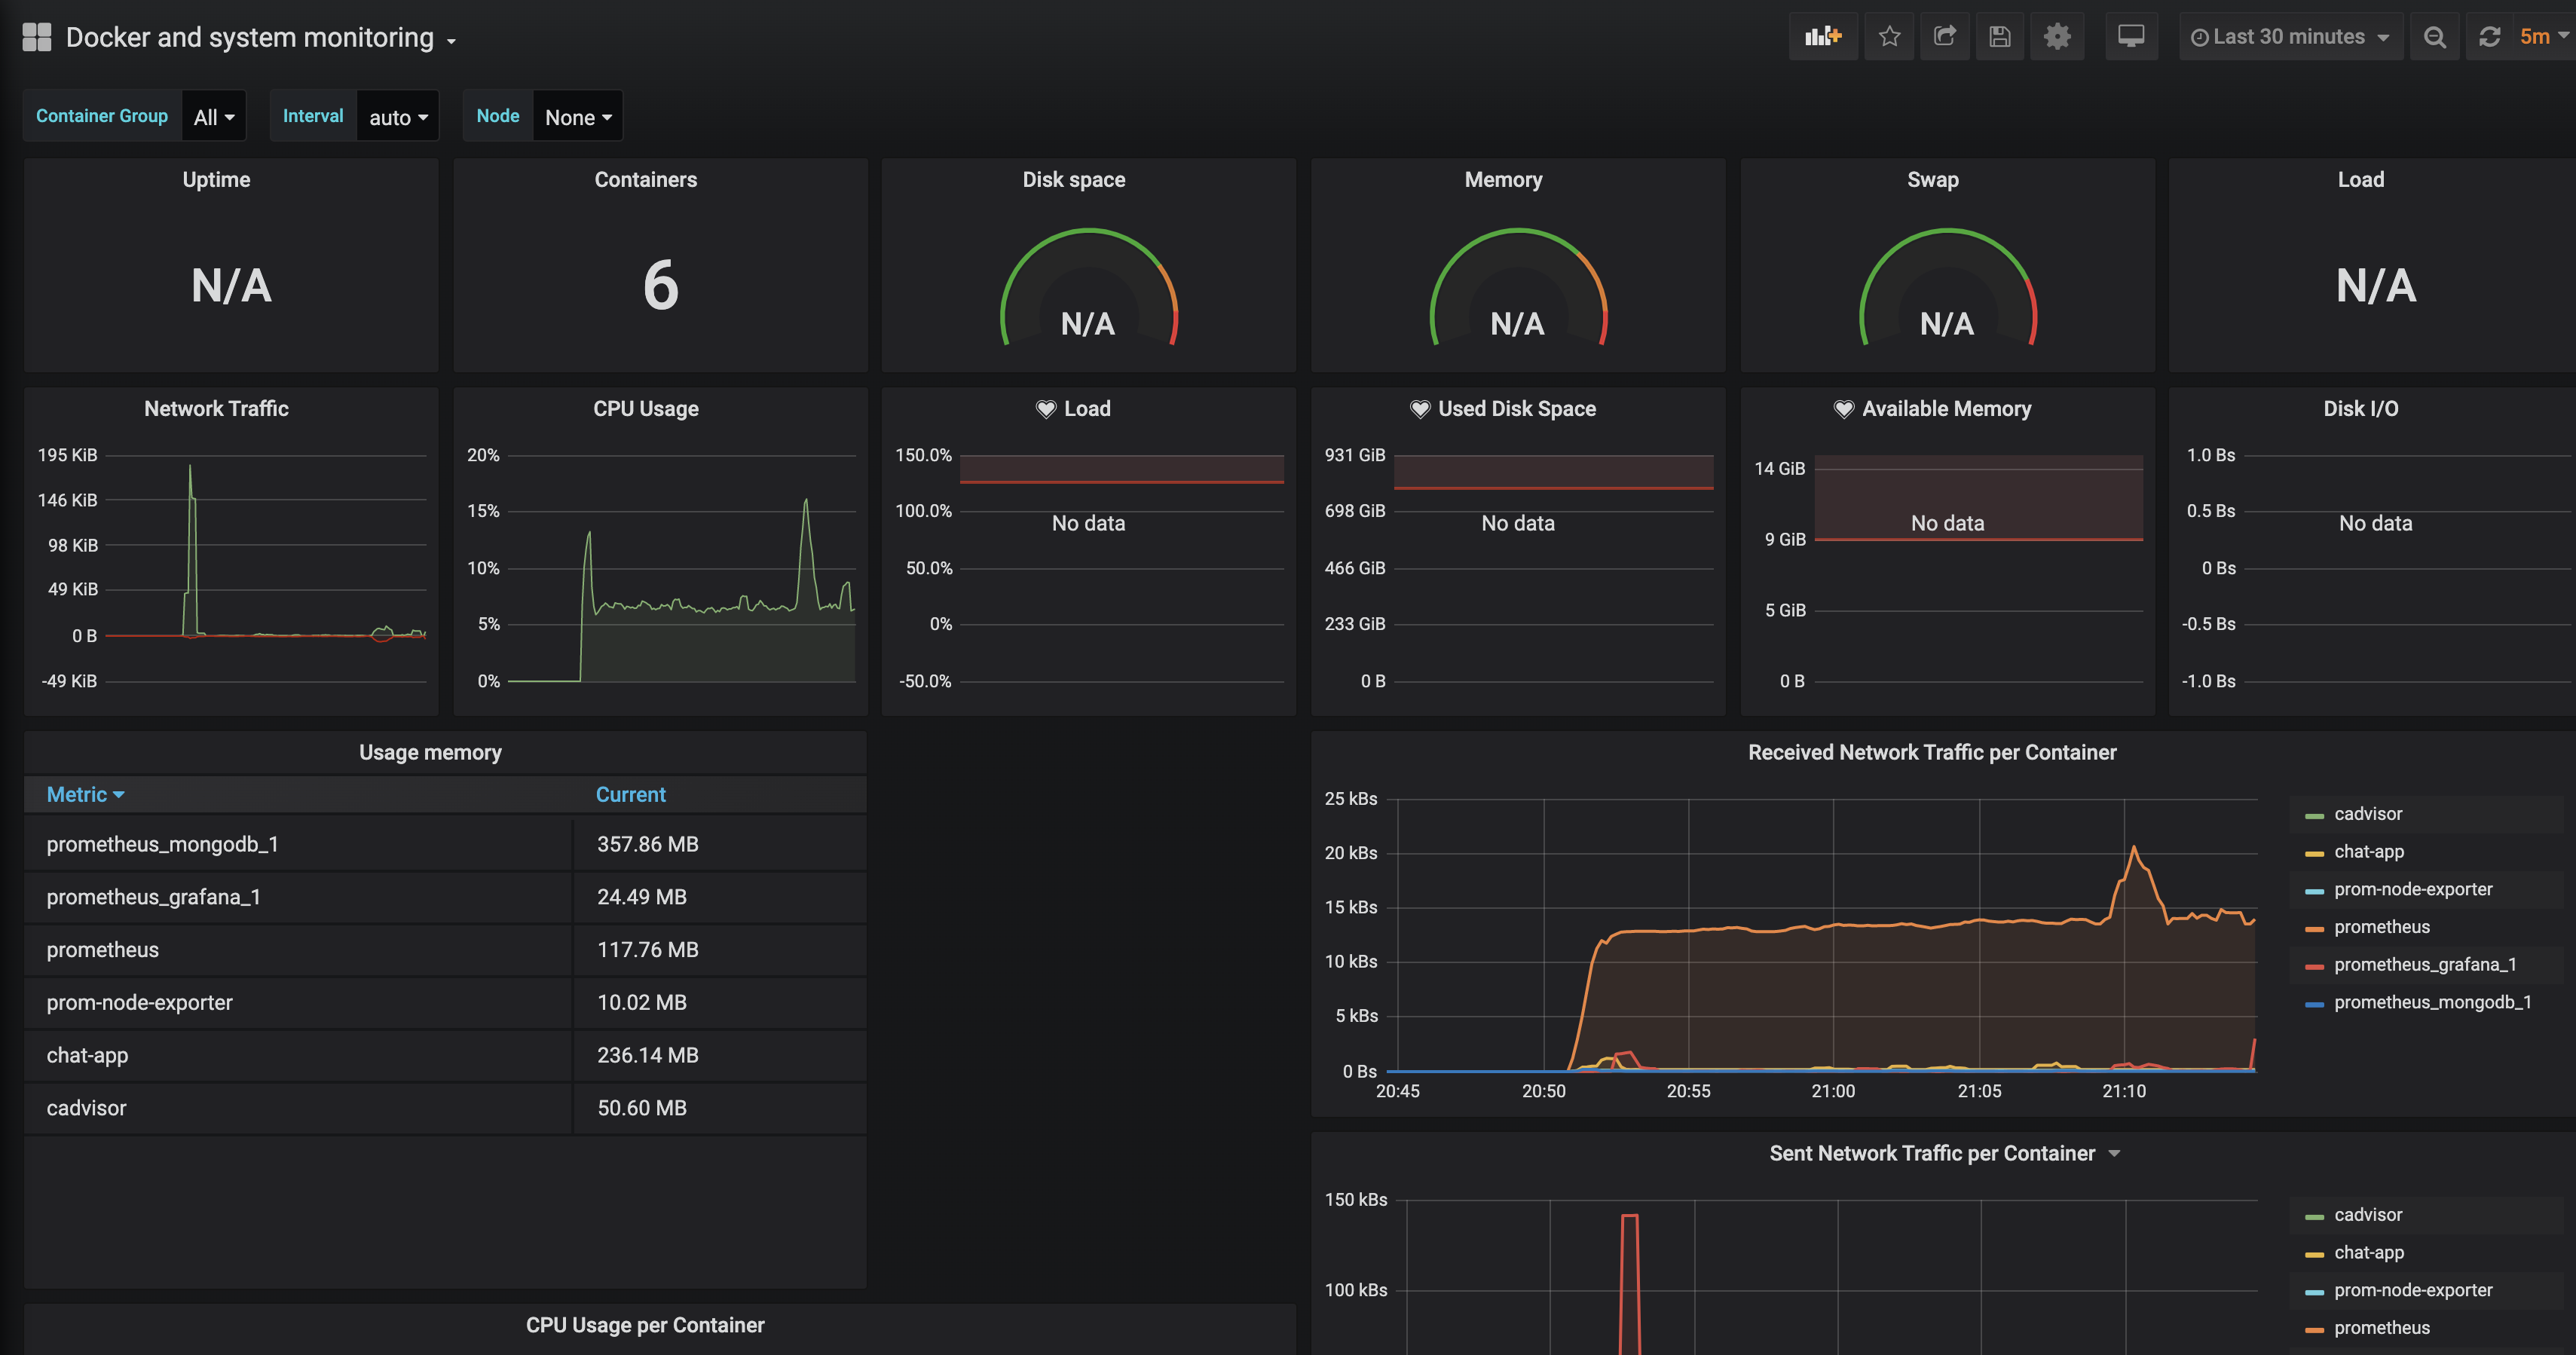 Docker and system monitoring
Last 30 minutes
5m
Container Group All
Interval auto
Node None
Uptime
N/A
Containers
6
Disk space
N/A
Memory
N/A
Swap
N/A
Load
N/A
Network Traffic
195 KiB
146 KiB
98 KiB
49 KiB
0 B
-49 KiB
CPU Usage
20%
15%
10%
5%
0%
Load
150.0%
100.0%
50.0%
0%
-50.0%
No data
Used Disk Space
931 GiB
698 GiB
466 GiB
233 GiB
0 B
No data
Available Memory
14 GiB
9 GiB
5 GiB
0 B
No data
Disk I/O
1.0 Bs
0.5 Bs
0 Bs
-0.5 Bs
-1.0 Bs
No data
Usage memory
Metric Current
prometheus_mongodb_1 357.86 MB
prometheus_grafana_1 24.49 MB
prometheus 117.76 MB
prom-node-exporter 10.02 MB
chat-app 236.14 MB
cadvisor 50.60 MB
Received Network Traffic per Container
25 kBs
20 kBs
15 kBs
10 kBs
5 kBs
0 Bs
20:45 20:50 20:55 21:00 21:05 21:10
cadvisor
chat-app
prom-node-exporter
prometheus
prometheus_grafana_1
prometheus_mongodb_1
Sent Network Traffic per Container
150 kBs
100 kBs
cadvisor
chat-app
prom-node-exporter
prometheus
CPU Usage per Container